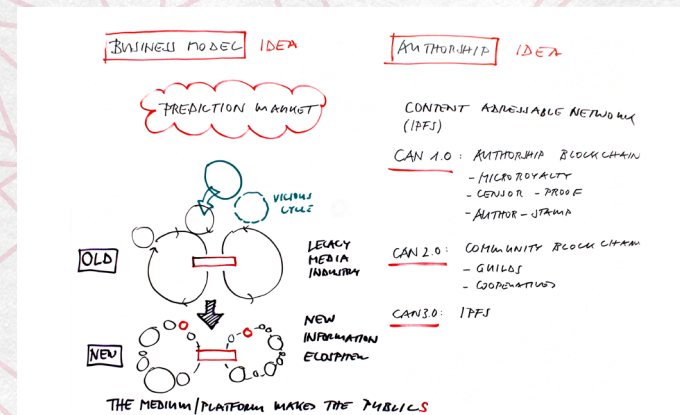 BUSINESS MODEL IDEA
PREDICTION MARKET
VICIOUS
CYCLE
OLD
LEGACY
MEDIA
INDUSTRY
NEW
NEW
INFORMATION
ECOSYSTEM
THE MEDIUM/PLATFORM MAKES THE PUBLICS
AUTHORSHIP IDEA
CONTENT ADRESSABLE NETWORK
(IPFS)
CAN 1.0: AUTHORSHIP BLOCKCHAIN
- MICROROYALTY
- CENSOR-PROOF
- AUTHOR-STAMP
CAN 2.0: COMMUNITY BLOCKCHAIN
- GUILDS
- COOPERATIVES
CAN 3.0: IPFS